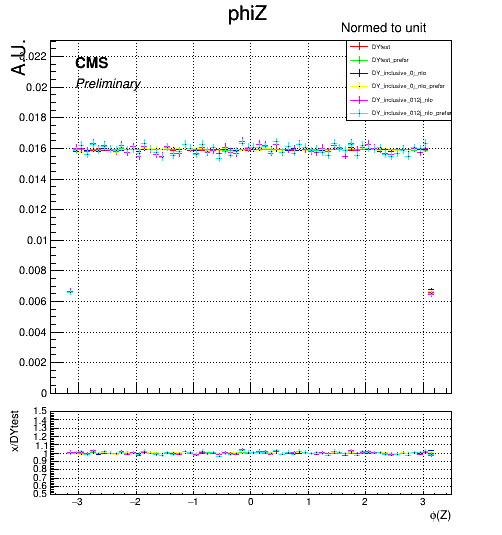 phiZ
Normed to unit
A.U.
CMS
Preliminary
DYtest
DYtest_prefsr
DY_inclusive_0j_nlo
DY_inclusive_0j_nlo_prefsr
DY_inclusive_012j_nlo
DY_inclusive_012j_nlo_prefsr
0.022
0.02
0.018
0.016
0.014
0.012
0.01
0.008
0.006
0.004
0.002
0
x/DYtest
1.5
1.4
1.3
1.2
1.1
1
0.9
0.8
0.7
0.6
0.5
−3 −2 −1 0 1 2 3
ϕ(Z)